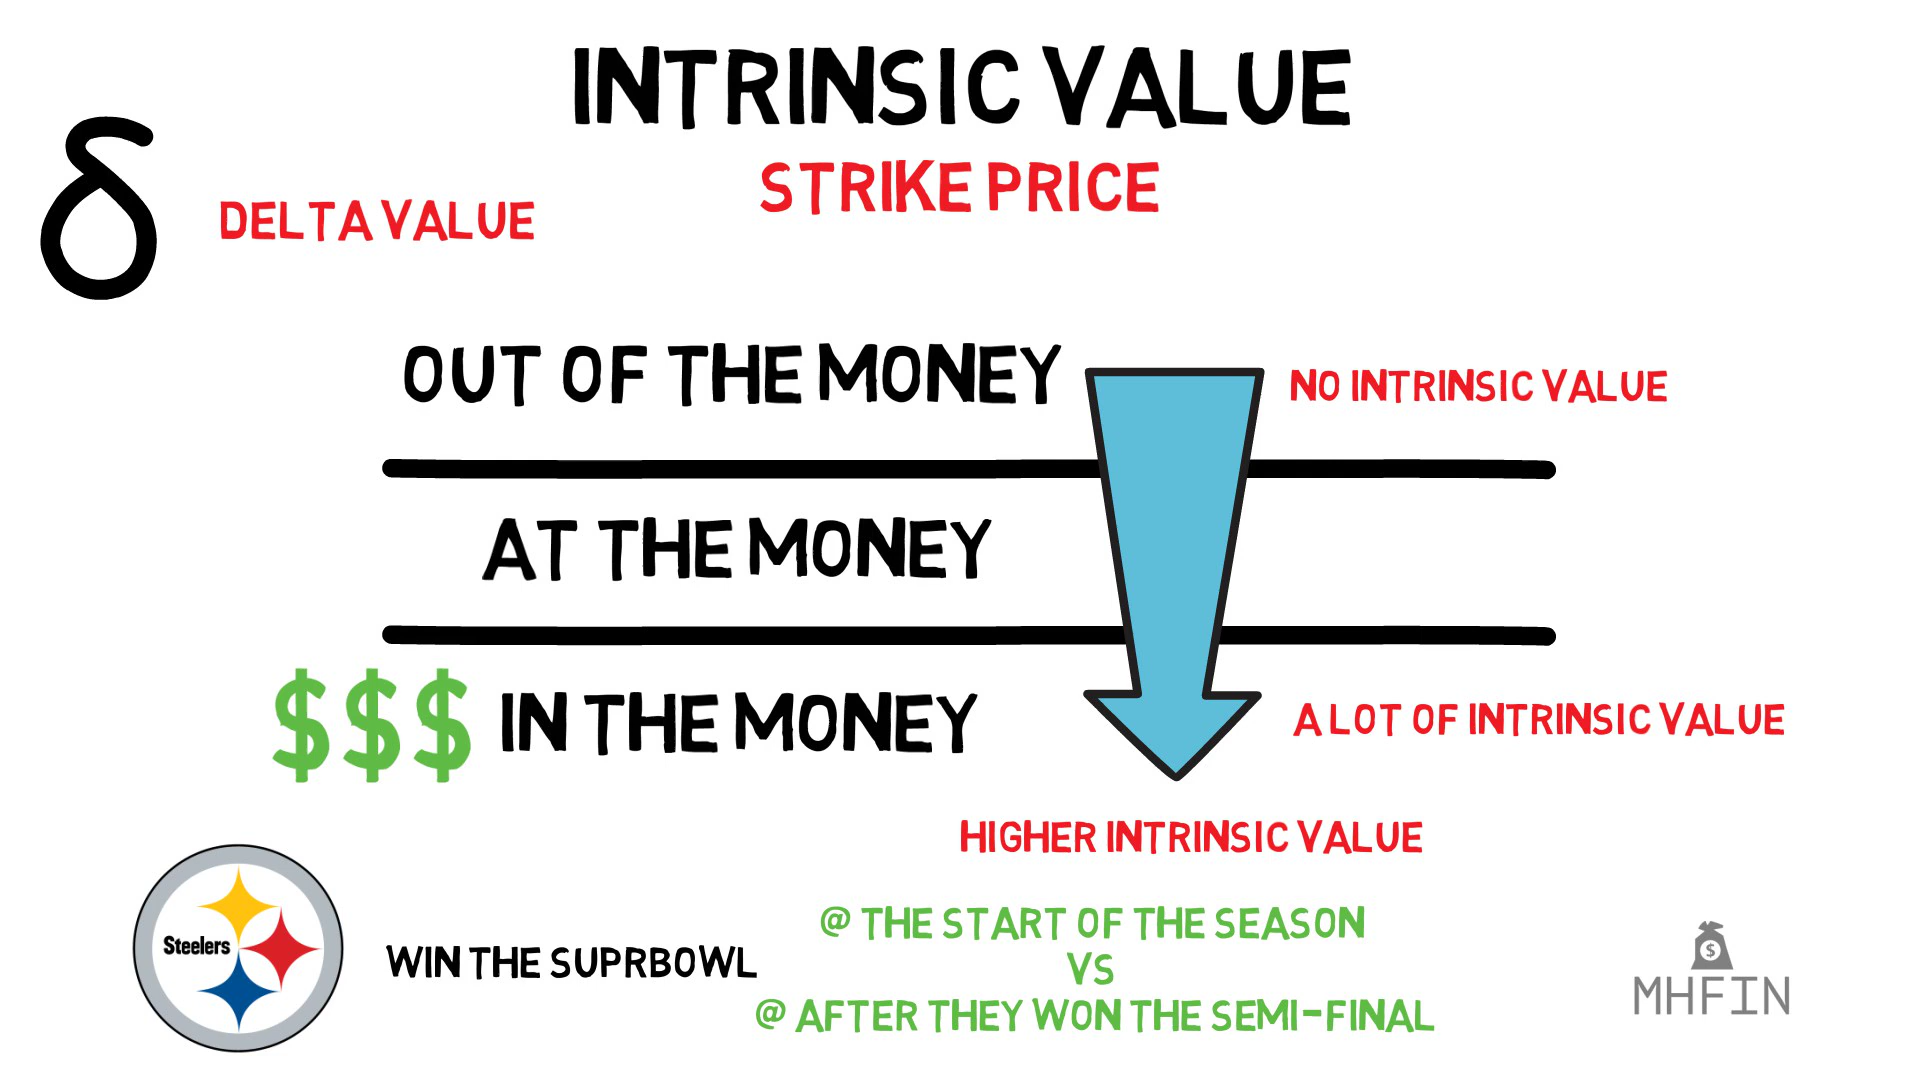 INTRINSIC VALUE
STRIKE PRICE
δ
DELTA VALUE
OUT OF THE MONEY
NO INTRINSIC VALUE
AT THE MONEY
$$$ IN THE MONEY
A LOT OF INTRINSIC VALUE
HIGHER INTRINSIC VALUE
Steelers
WIN THE SUPRBOWL
@ THE START OF THE SEASON
VS
@ AFTER THEY WON THE SEMI-FINAL
$
MHFIN